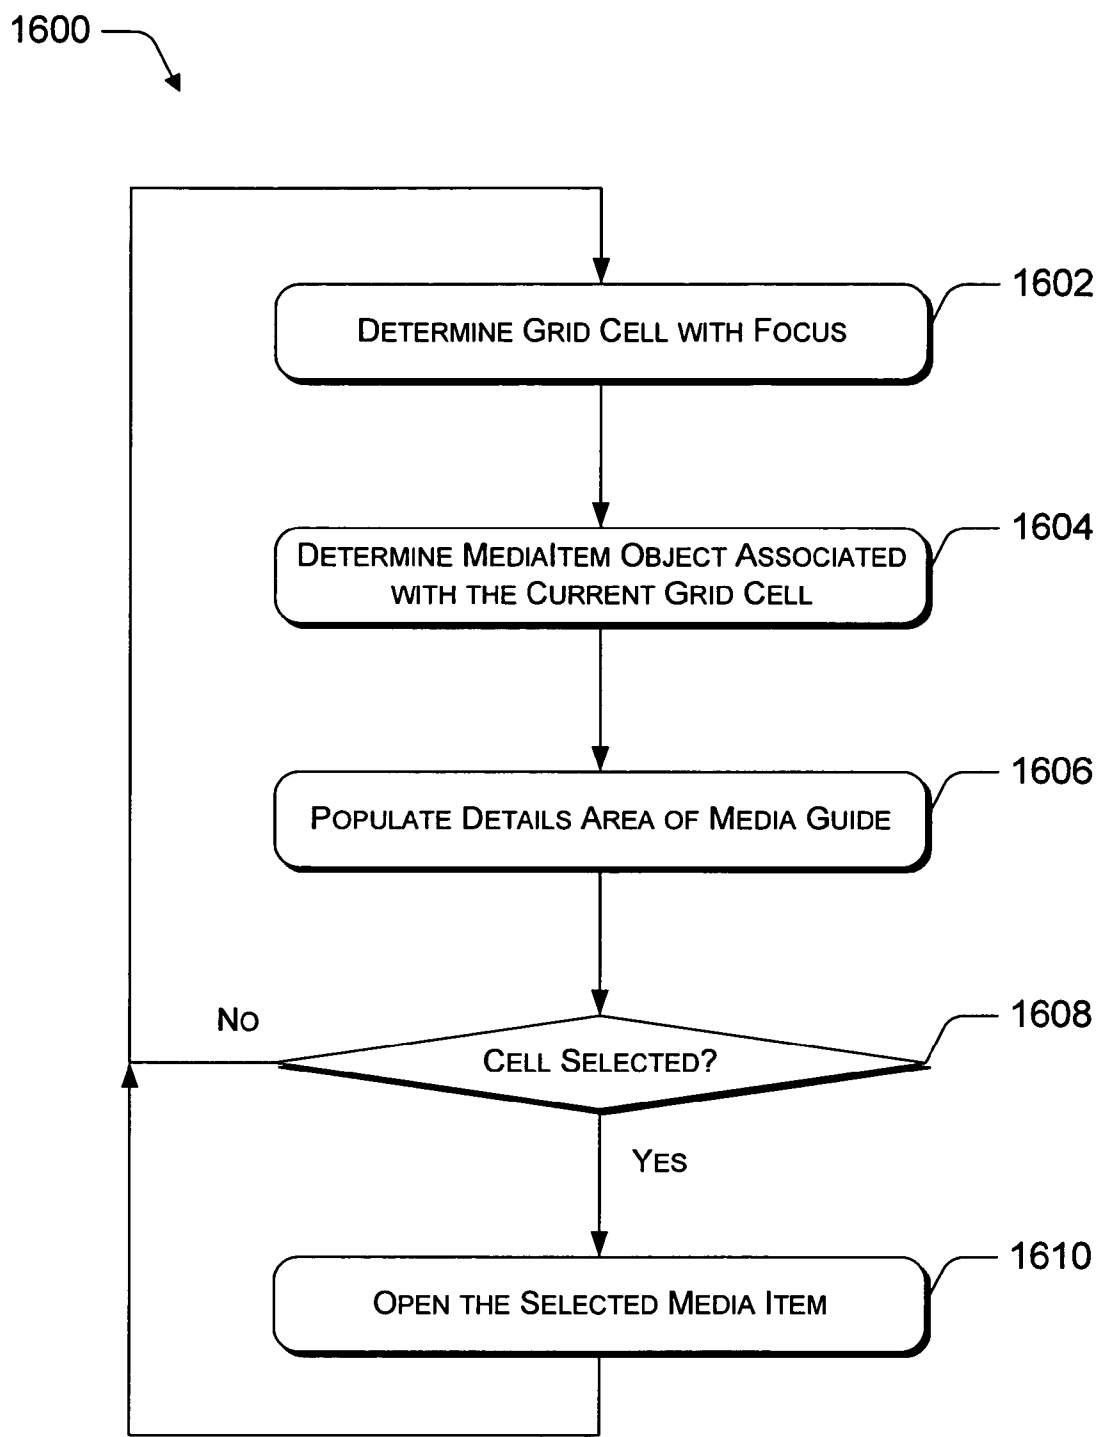 1600
1602
DETERMINE GRID CELL WITH FOCUS
1604
DETERMINE MEDIAITEM OBJECT ASSOCIATED
WITH THE CURRENT GRID CELL
1606
POPULATE DETAILS AREA OF MEDIA GUIDE
1608
NO
CELL SELECTED?
YES
1610
OPEN THE SELECTED MEDIA ITEM